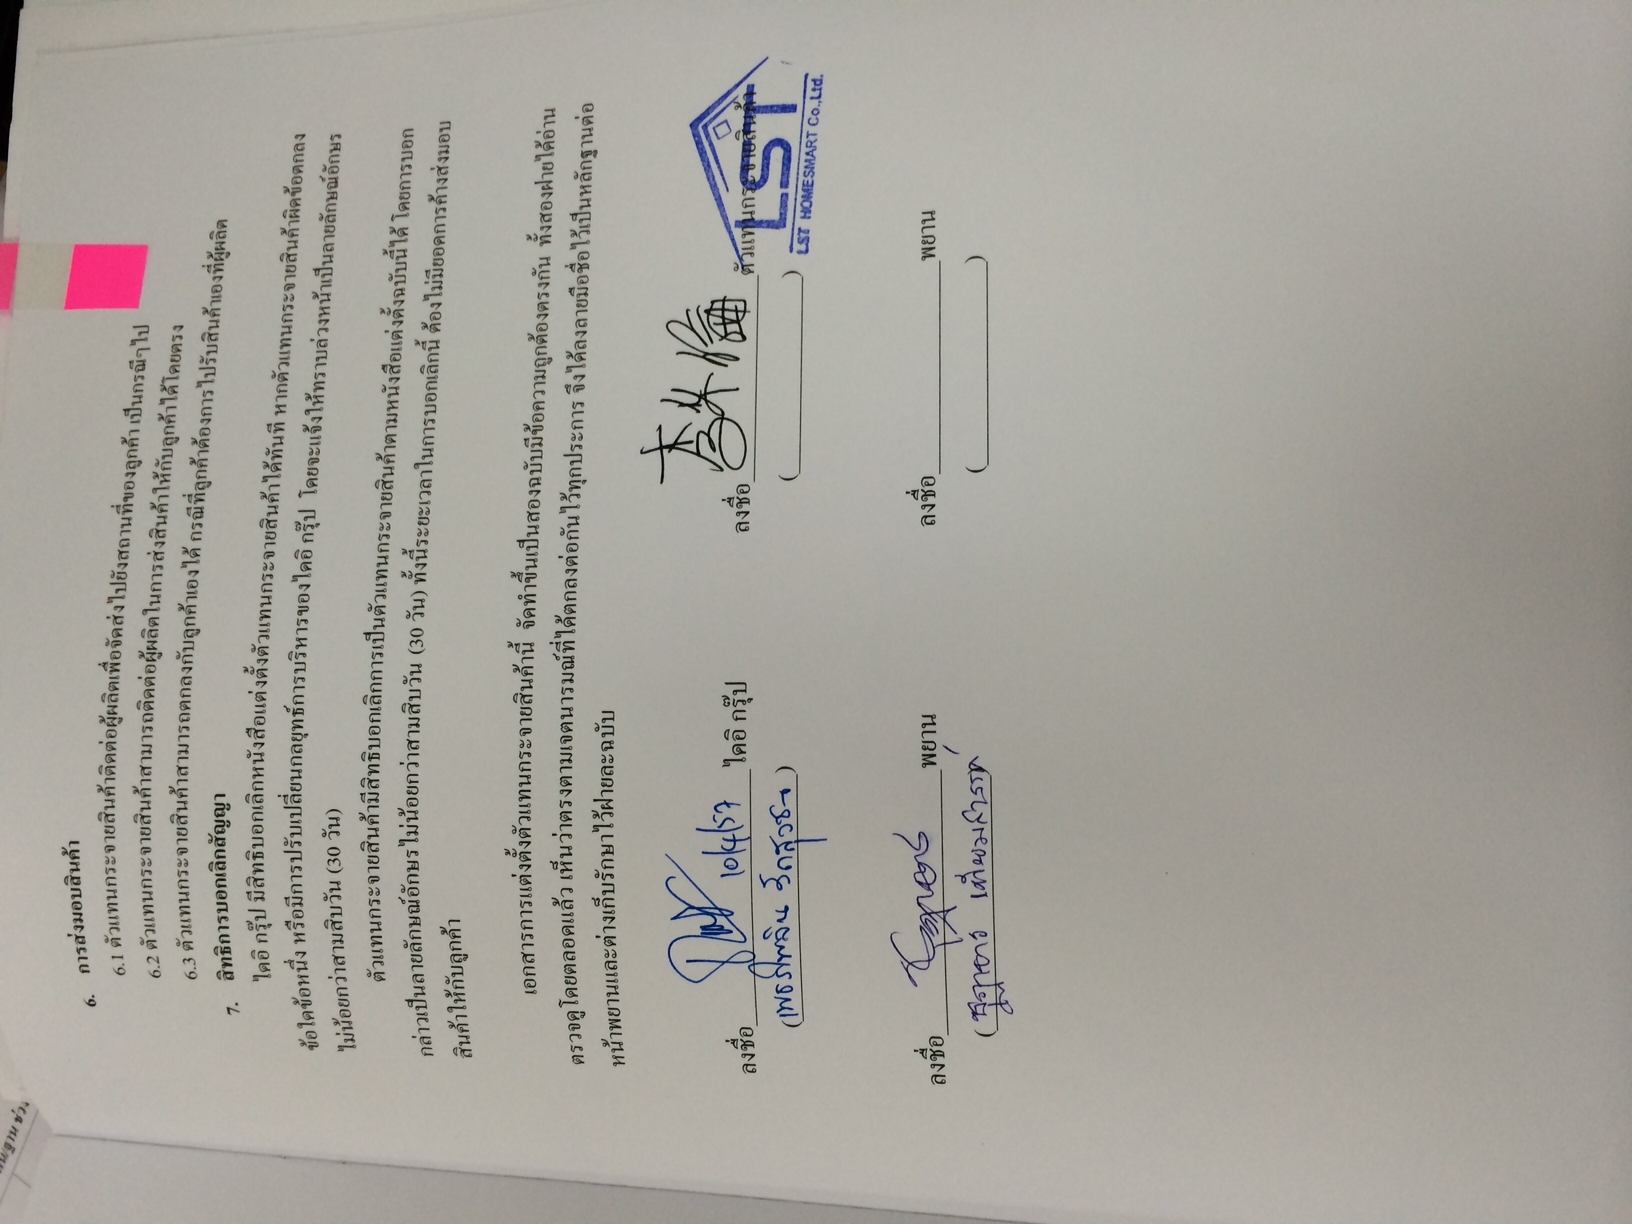 6. การส่งมอบสินค้า
6.1 ตัวแทนกระจายสินค้าติดต่อผู้ผลิตเพื่อจัดส่งไปยังสถานที่ของลูกค้า เป็นกรณีๆไป
6.2 ตัวแทนกระจายสินค้าสามารถติดต่อผู้ผลิตในการส่งสินค้าให้กับลูกค้าได้โดยตรง
6.3 ตัวแทนกระจายสินค้าสามารถตกลงกับลูกค้าเองได้ กรณีที่ลูกค้าต้องการไปรับสินค้าเองที่ผู้ผลิต
7. สิทธิการบอกเลิกสัญญา
ไดอิ กรุ๊ป มีสิทธิบอกเลิกหนังสือแต่งตั้งตัวแทนกระจายสินค้าได้ทันที หากตัวแทนกระจายสินค้าผิดข้อตกลง
ข้อใดข้อหนึ่ง หรือมีการปรับเปลี่ยนกลยุทธ์การบริหารของไดอิ กรุ๊ป โดยจะแจ้งให้ทราบล่วงหน้าเป็นลายลักษณ์อักษร
ไม่น้อยกว่าสามสิบวัน (30 วัน)
ตัวแทนกระจายสินค้ามีสิทธิบอกเลิกการเป็นตัวแทนกระจายสินค้าตามหนังสือแต่งตั้งฉบับนี้ได้ โดยการบอก
กล่าวเป็นลายลักษณ์อักษร ไม่น้อยกว่าสามสิบวัน (30 วัน) ทั้งนี้ระยะเวลาในการบอกเลิกนี้ ต้องไม่มียอดการค้างส่งมอบ
สินค้าให้กับลูกค้า
เอกสารการแต่งตั้งตัวแทนกระจายสินค้านี้ จัดทำขึ้นเป็นสองฉบับมีข้อความถูกต้องตรงกัน ทั้งสองฝ่ายได้อ่าน
ตรวจดูโดยตลอดแล้ว เห็นว่าตรงตามเจตนารมณ์ที่ได้ตกลงต่อกันไว้ทุกประการ จึงได้ลงลายมือชื่อไว้เป็นหลักฐานต่อ
หน้าพยานและต่างเก็บรักษาไว้ฝ่ายละฉบับ
ลงชื่อ 10/4/57 ไดอิ กรุ๊ป
ลงชื่อ 李朱倫 ตัวแทนกระจายสินค้า
LST
LST HOMESMART Co.,Ltd.
ลงชื่อ พยาน
ลงชื่อ พยาน